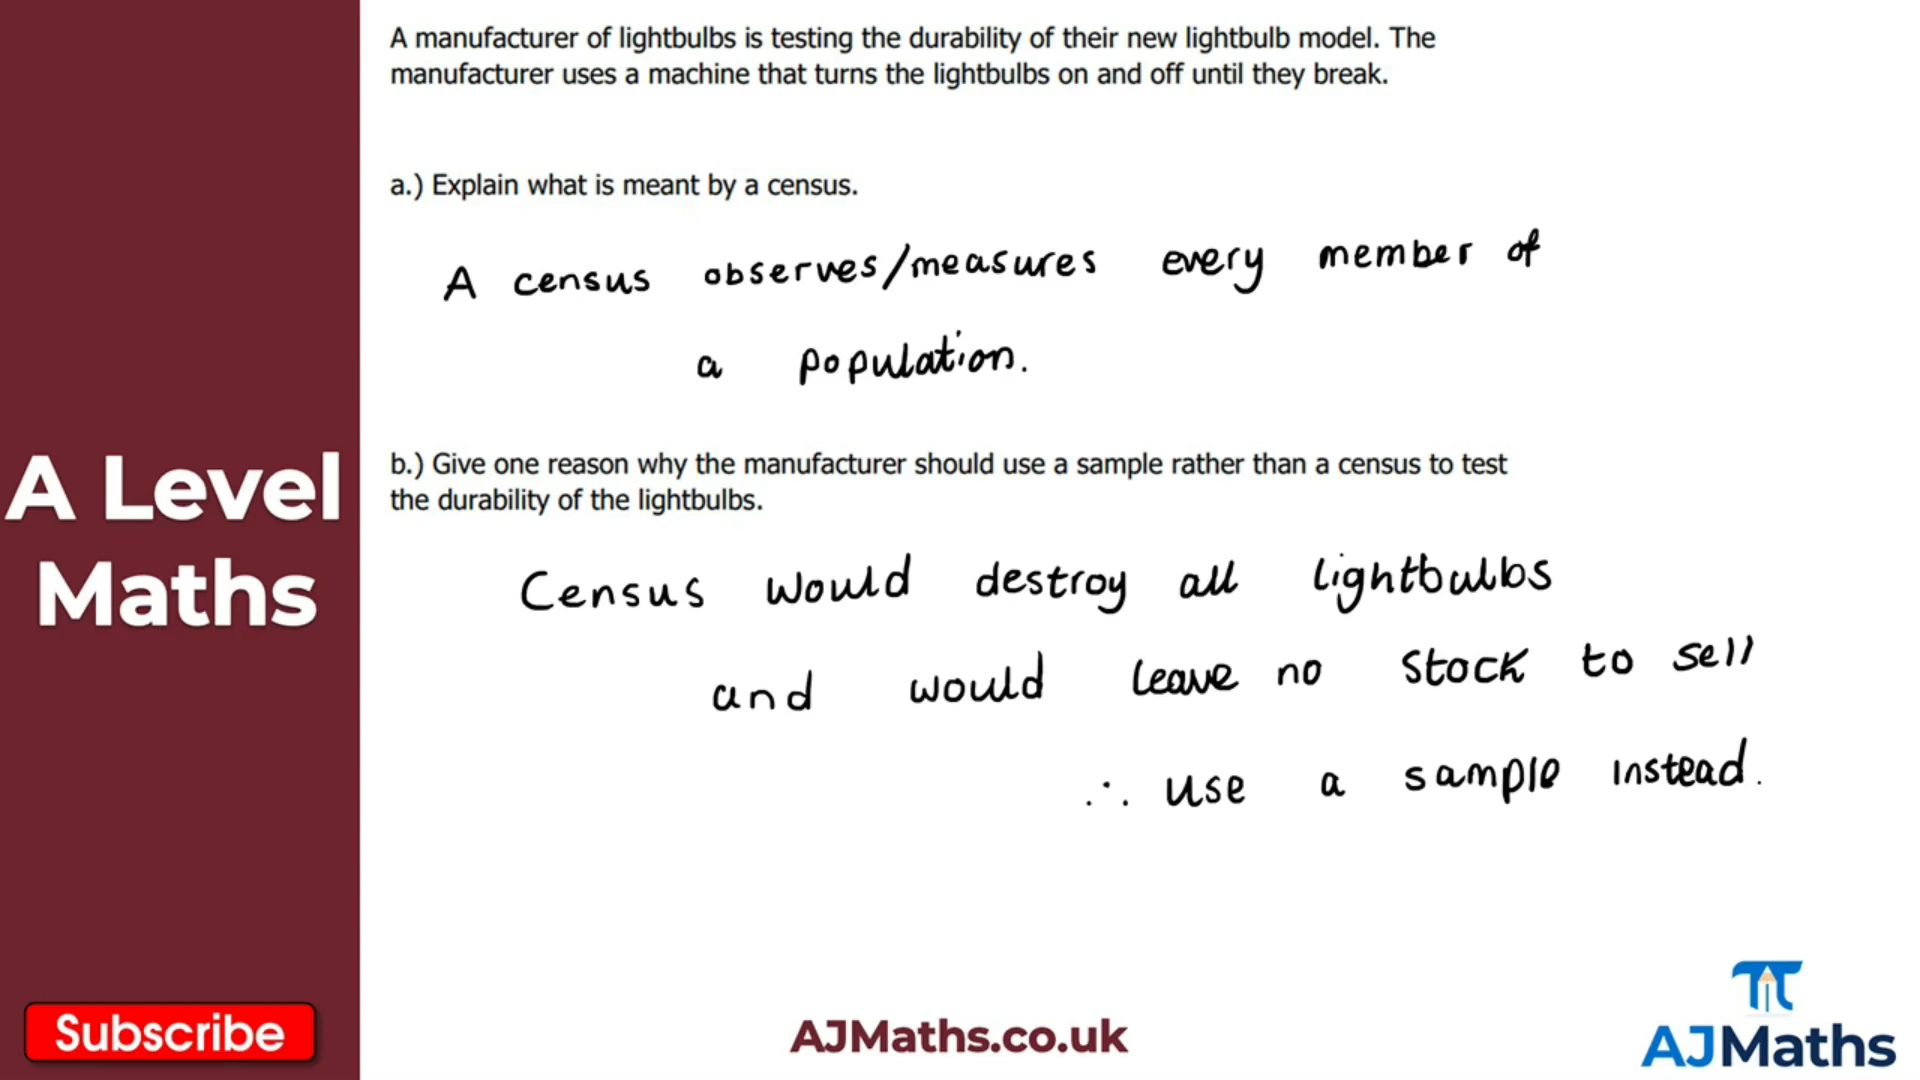 A manufacturer of lightbulbs is testing the durability of their new lightbulb model. The
manufacturer uses a machine that turns the lightbulbs on and off until they break.
a.) Explain what is meant by a census.
A census observes/measures every member of
a population.
b.) Give one reason why the manufacturer should use a sample rather than a census to test
the durability of the lightbulbs.
Census would destroy all lightbulbs
and would leave no stock to sell
∴ use a sample instead.
A Level
Maths
Subscribe
AJMaths.co.uk
AJMaths